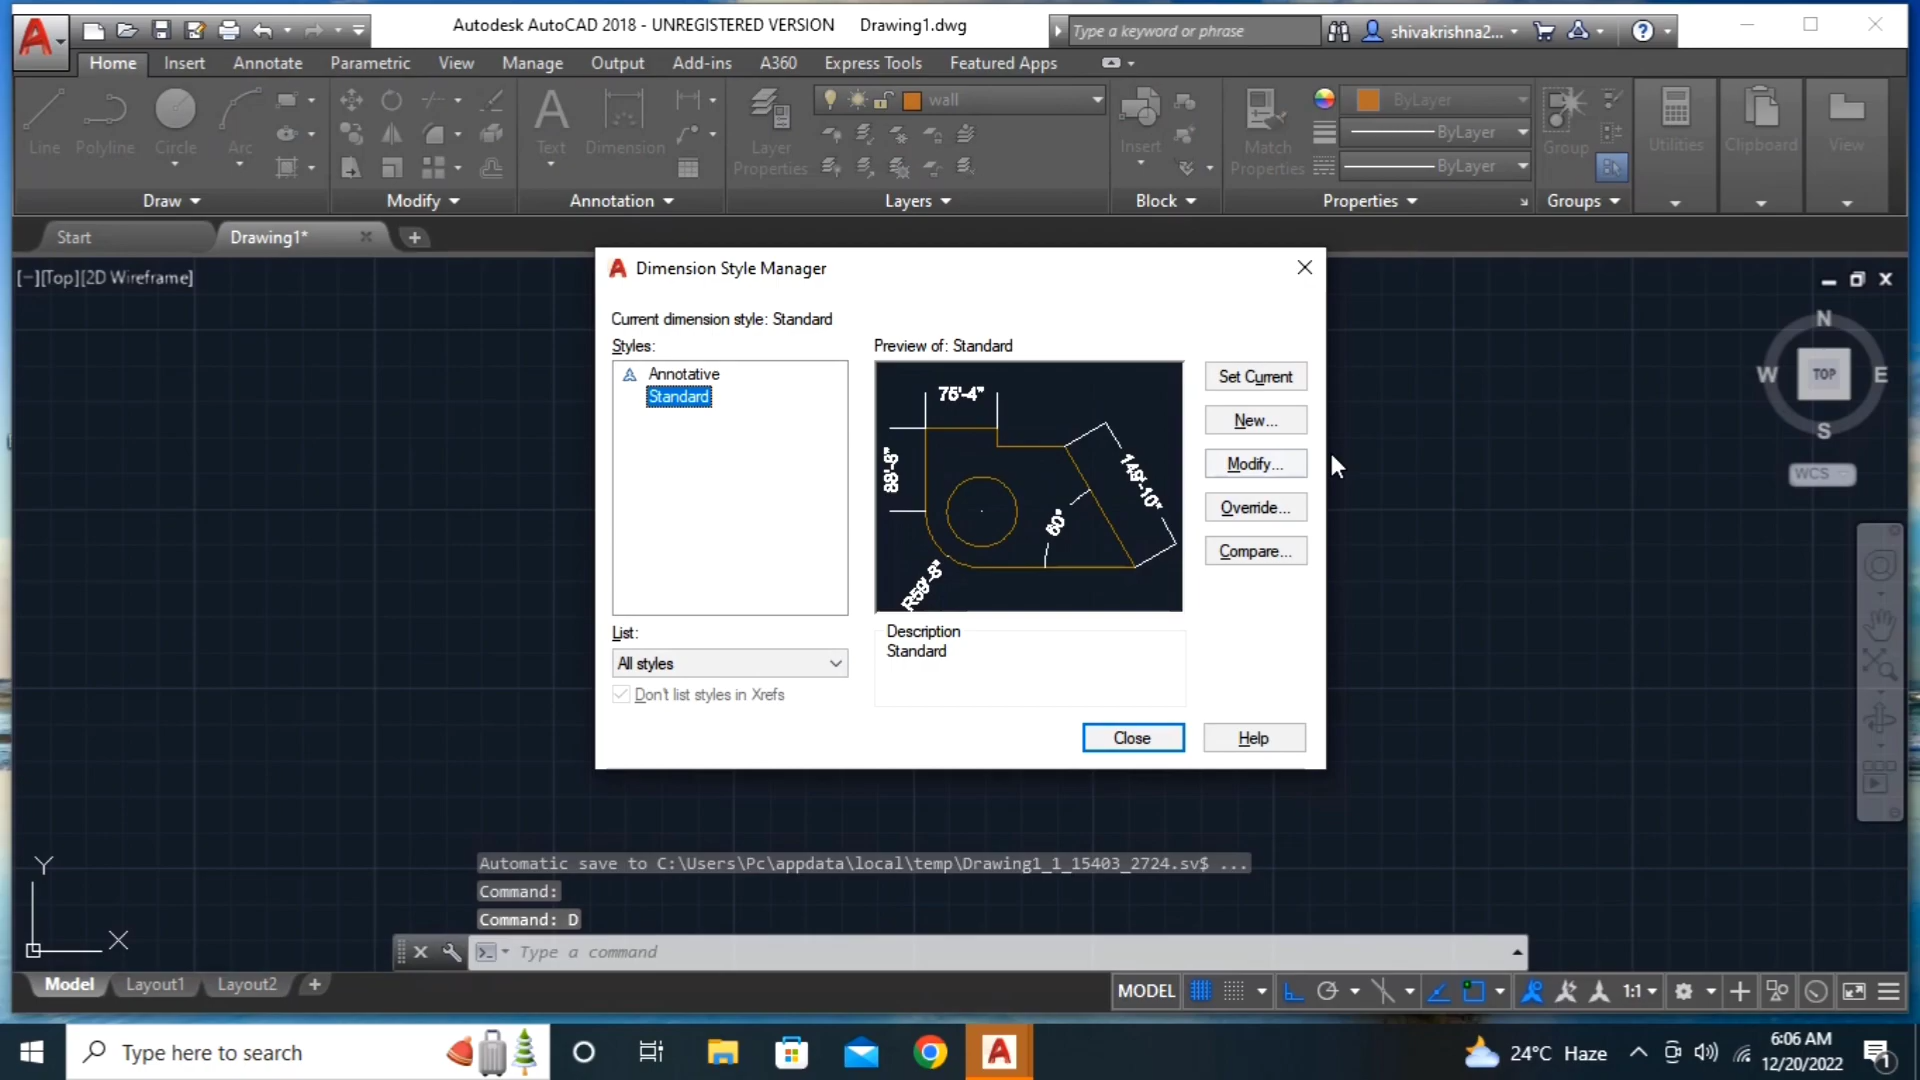 Autodesk AutoCAD 2018 - UNREGISTERED VERSION Drawing1.dwg
Type a keyword or phrase
shivakrishna2...
Home Insert Annotate Parametric View Manage Output Add-ins A360 Express Tools Featured Apps
Line Polyline Circle Arc
Text Dimension
Layer Properties
wall
Insert
Match Properties
ByLayer
ByLayer
ByLayer
Group
Utilities
Clipboard
View
Draw Modify Annotation Layers Block Properties Groups
Start Drawing1*
[−][Top][2D Wireframe]
N
W TOP E
S
WCS
Dimension Style Manager
Current dimension style: Standard
Styles:
Annotative
Standard
Preview of: Standard
75'-4"
149'-10"
60°
Set Current
New...
Modify...
Override...
Compare...
List:
All styles
Don't list styles in Xrefs
Description
Standard
Close
Help
Automatic save to C:\Users\Pc\appdata\local\temp\Drawing1_1_15403_2724.sv$ ...
Command:
Command: D
Type a command
Y
X
Model Layout1 Layout2
MODEL
1:1
Type here to search
24°C Haze
6:06 AM
12/20/2022
1